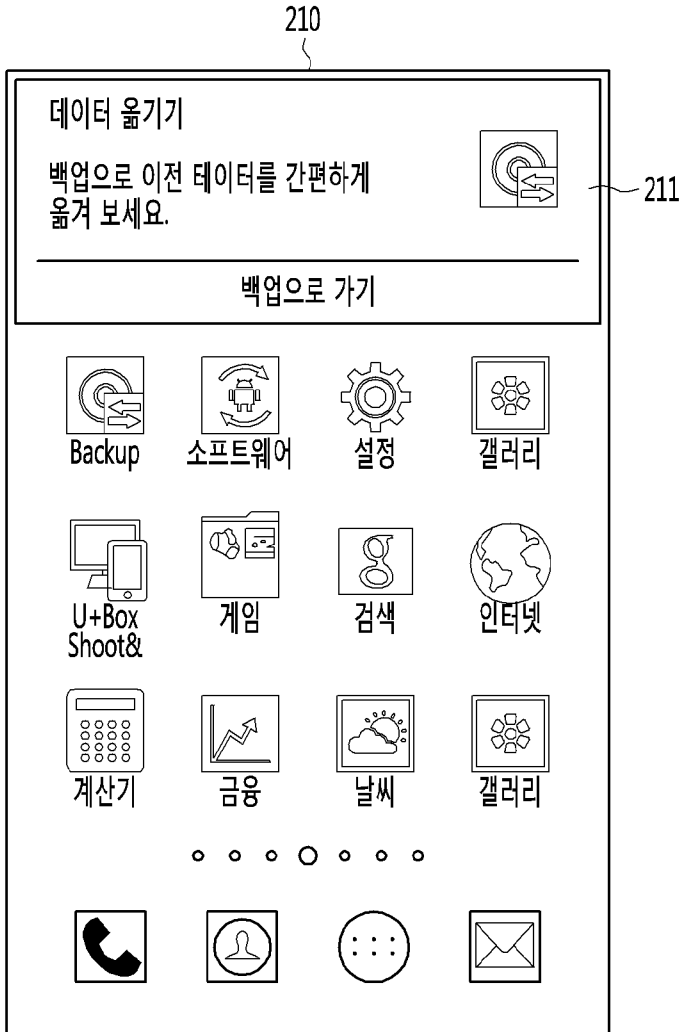 210
데이터 옮기기
백업으로 이전 테이터를 간편하게
옮겨 보세요.
211
백업으로 가기
Backup 소프트웨어 설정 갤러리
g
U+Box 게임 검색 인터넷
Shoot&
계산기 금융 날씨 갤러리